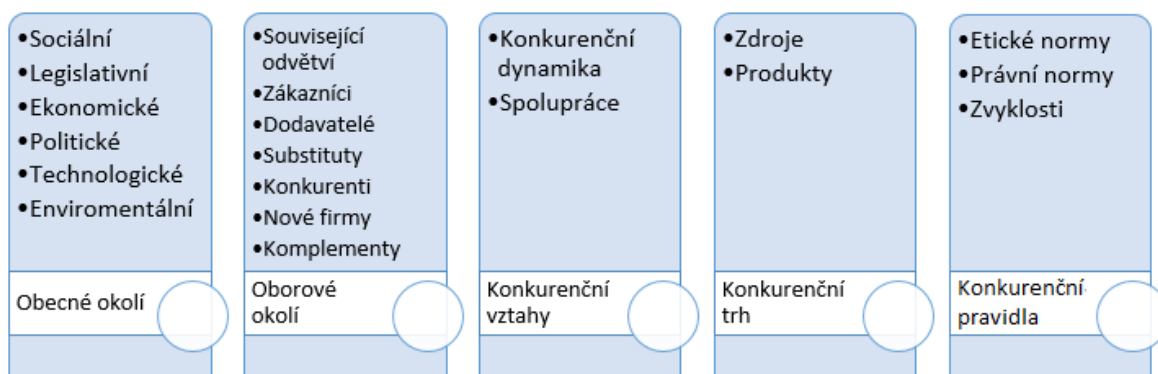 •Sociální
•Legislativní
•Ekonomické
•Politické
•Technologické
•Enviromentální
Obecné okolí
•Související
odvětví
•Zákazníci
•Dodavatelé
•Substituty
•Konkurenti
•Nové firmy
•Komplementy
Oborové
okolí
•Konkurenční
dynamika
•Spolupráce
Konkurenční
vztahy
•Zdroje
•Produkty
Konkurenční
trh
•Etické normy
•Právní normy
•Zvyklosti
Konkurenční
pravidla